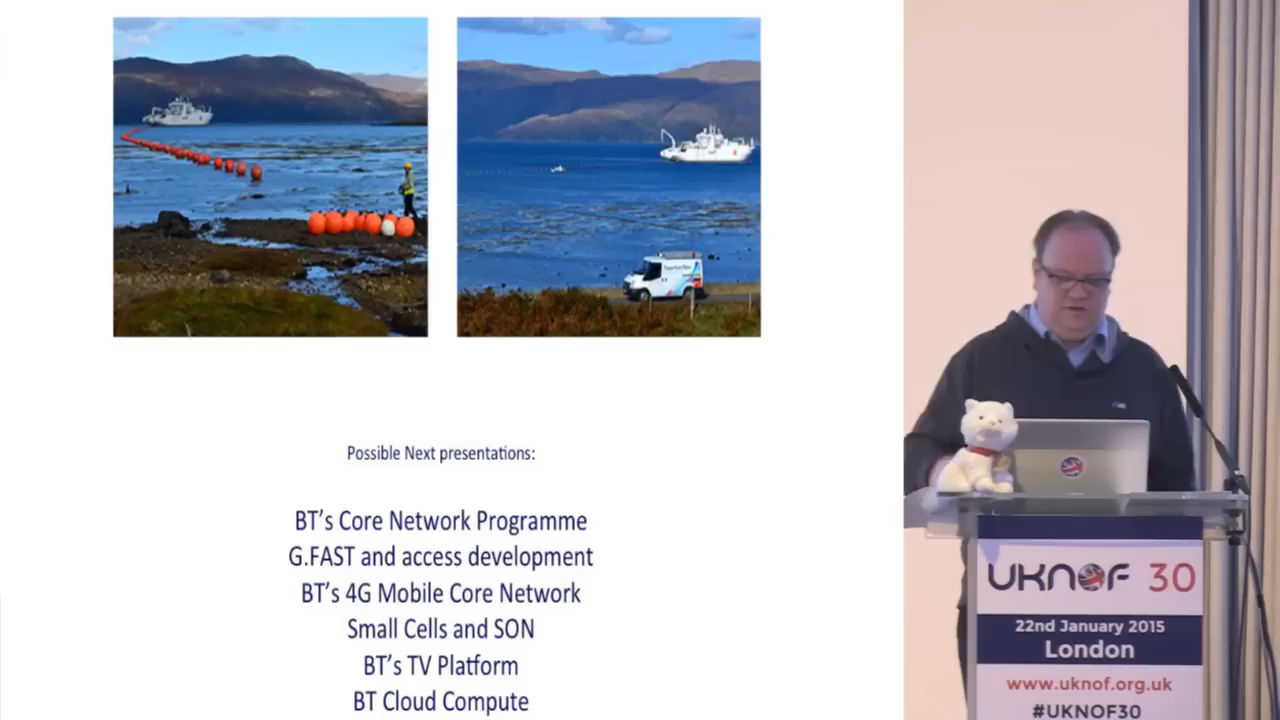 Possible Next presentations:
BT's Core Network Programme
G.FAST and access development
BT's 4G Mobile Core Network
Small Cells and SON
BT's TV Platform
BT Cloud Compute
UKNOF 30
22nd January 2015
London
www.uknof.org.uk
#UKNOF30